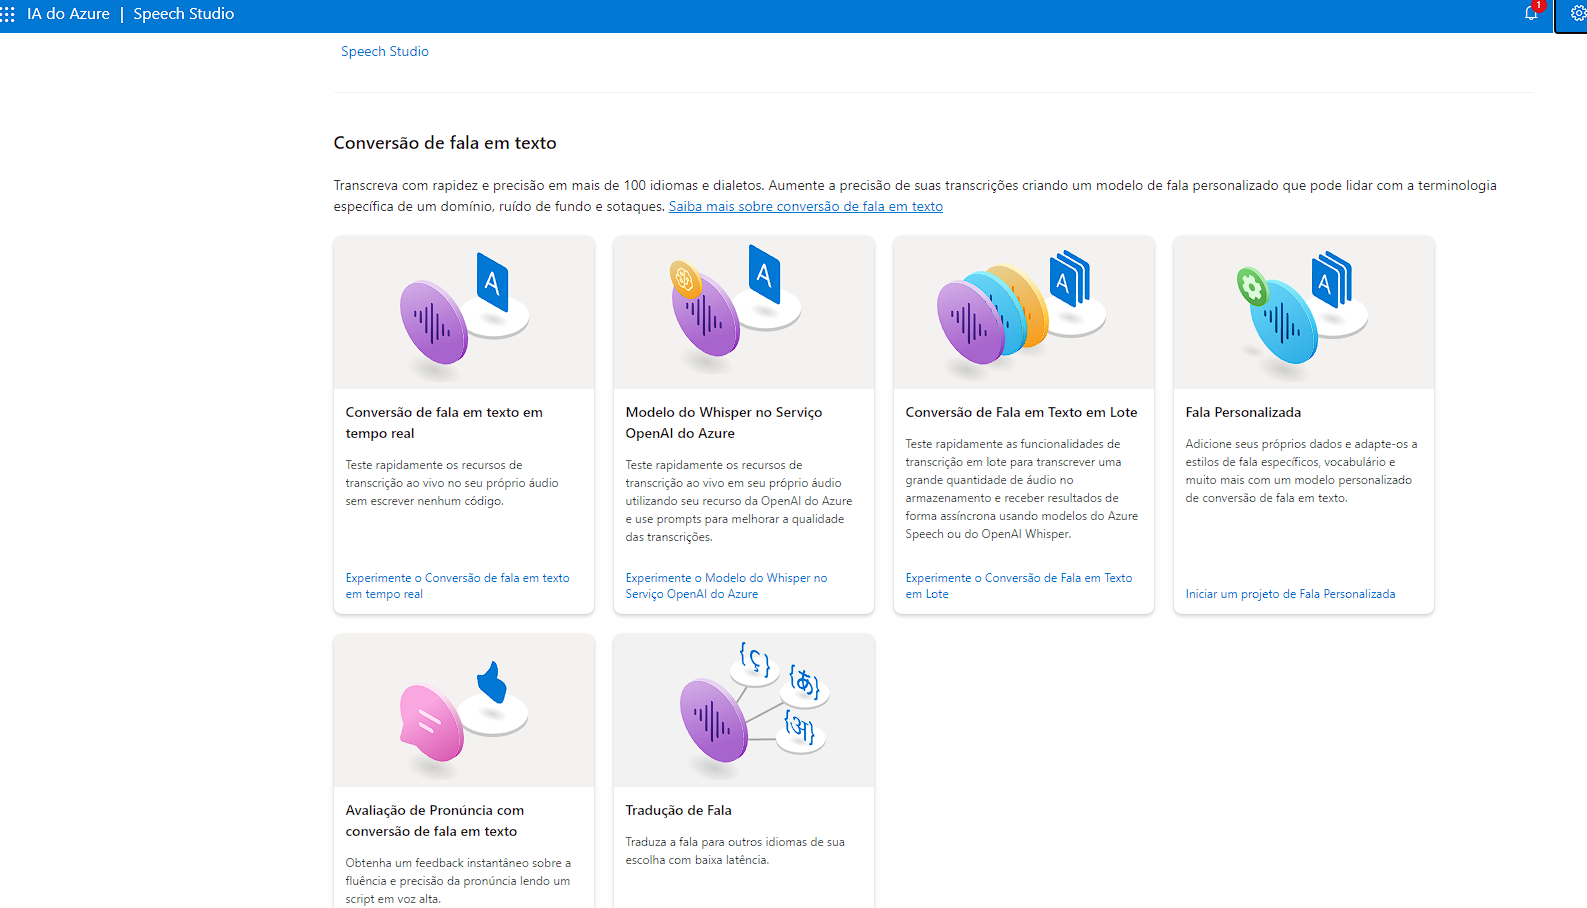 IA do Azure | Speech Studio
1
Speech Studio
Conversão de fala em texto
Transcreva com rapidez e precisão em mais de 100 idiomas e dialetos. Aumente a precisão de suas transcrições criando um modelo de fala personalizado que pode lidar com a terminologia
específica de um domínio, ruído de fundo e sotaques. Saiba mais sobre conversão de fala em texto
A
A
A
A
Conversão de fala em texto em
tempo real
Teste rapidamente os recursos de
transcrição ao vivo no seu próprio áudio
sem escrever nenhum código.
Experimente o Conversão de fala em texto
em tempo real
Modelo do Whisper no Serviço
OpenAI do Azure
Teste rapidamente os recursos de
transcrição ao vivo em seu próprio áudio
utilizando seu recurso da OpenAI do Azure
e use prompts para melhorar a qualidade
das transcrições.
Experimente o Modelo do Whisper no
Serviço OpenAI do Azure
Conversão de Fala em Texto em Lote
Teste rapidamente as funcionalidades de
transcrição em lote para transcrever uma
grande quantidade de áudio no
armazenamento e receber resultados de
forma assíncrona usando modelos do Azure
Speech ou do OpenAI Whisper.
Experimente o Conversão de Fala em Texto
em Lote
Fala Personalizada
Adicione seus próprios dados e adapte-os a
estilos de fala específicos, vocabulário e
muito mais com um modelo personalizado
de conversão de fala em texto.
Iniciar um projeto de Fala Personalizada
{ç}
{あ}
{अ}
Avaliação de Pronúncia com
conversão de fala em texto
Obtenha um feedback instantâneo sobre a
fluência e precisão da pronúncia lendo um
script em voz alta.
Tradução de Fala
Traduza a fala para outros idiomas de sua
escolha com baixa latência.